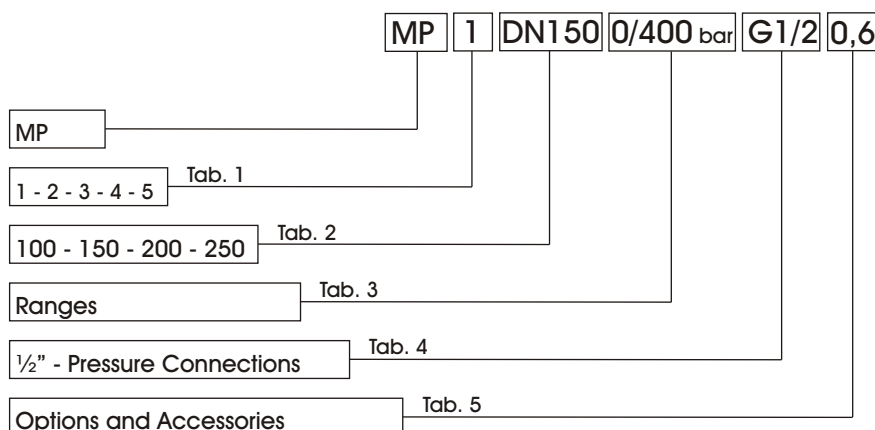 MP 1 DN150 0/400 bar G1/2 0,6
MP
1 - 2 - 3 - 4 - 5 Tab. 1
100 - 150 - 200 - 250 Tab. 2
Ranges Tab. 3
½” - Pressure Connections Tab. 4
Options and Accessories Tab. 5